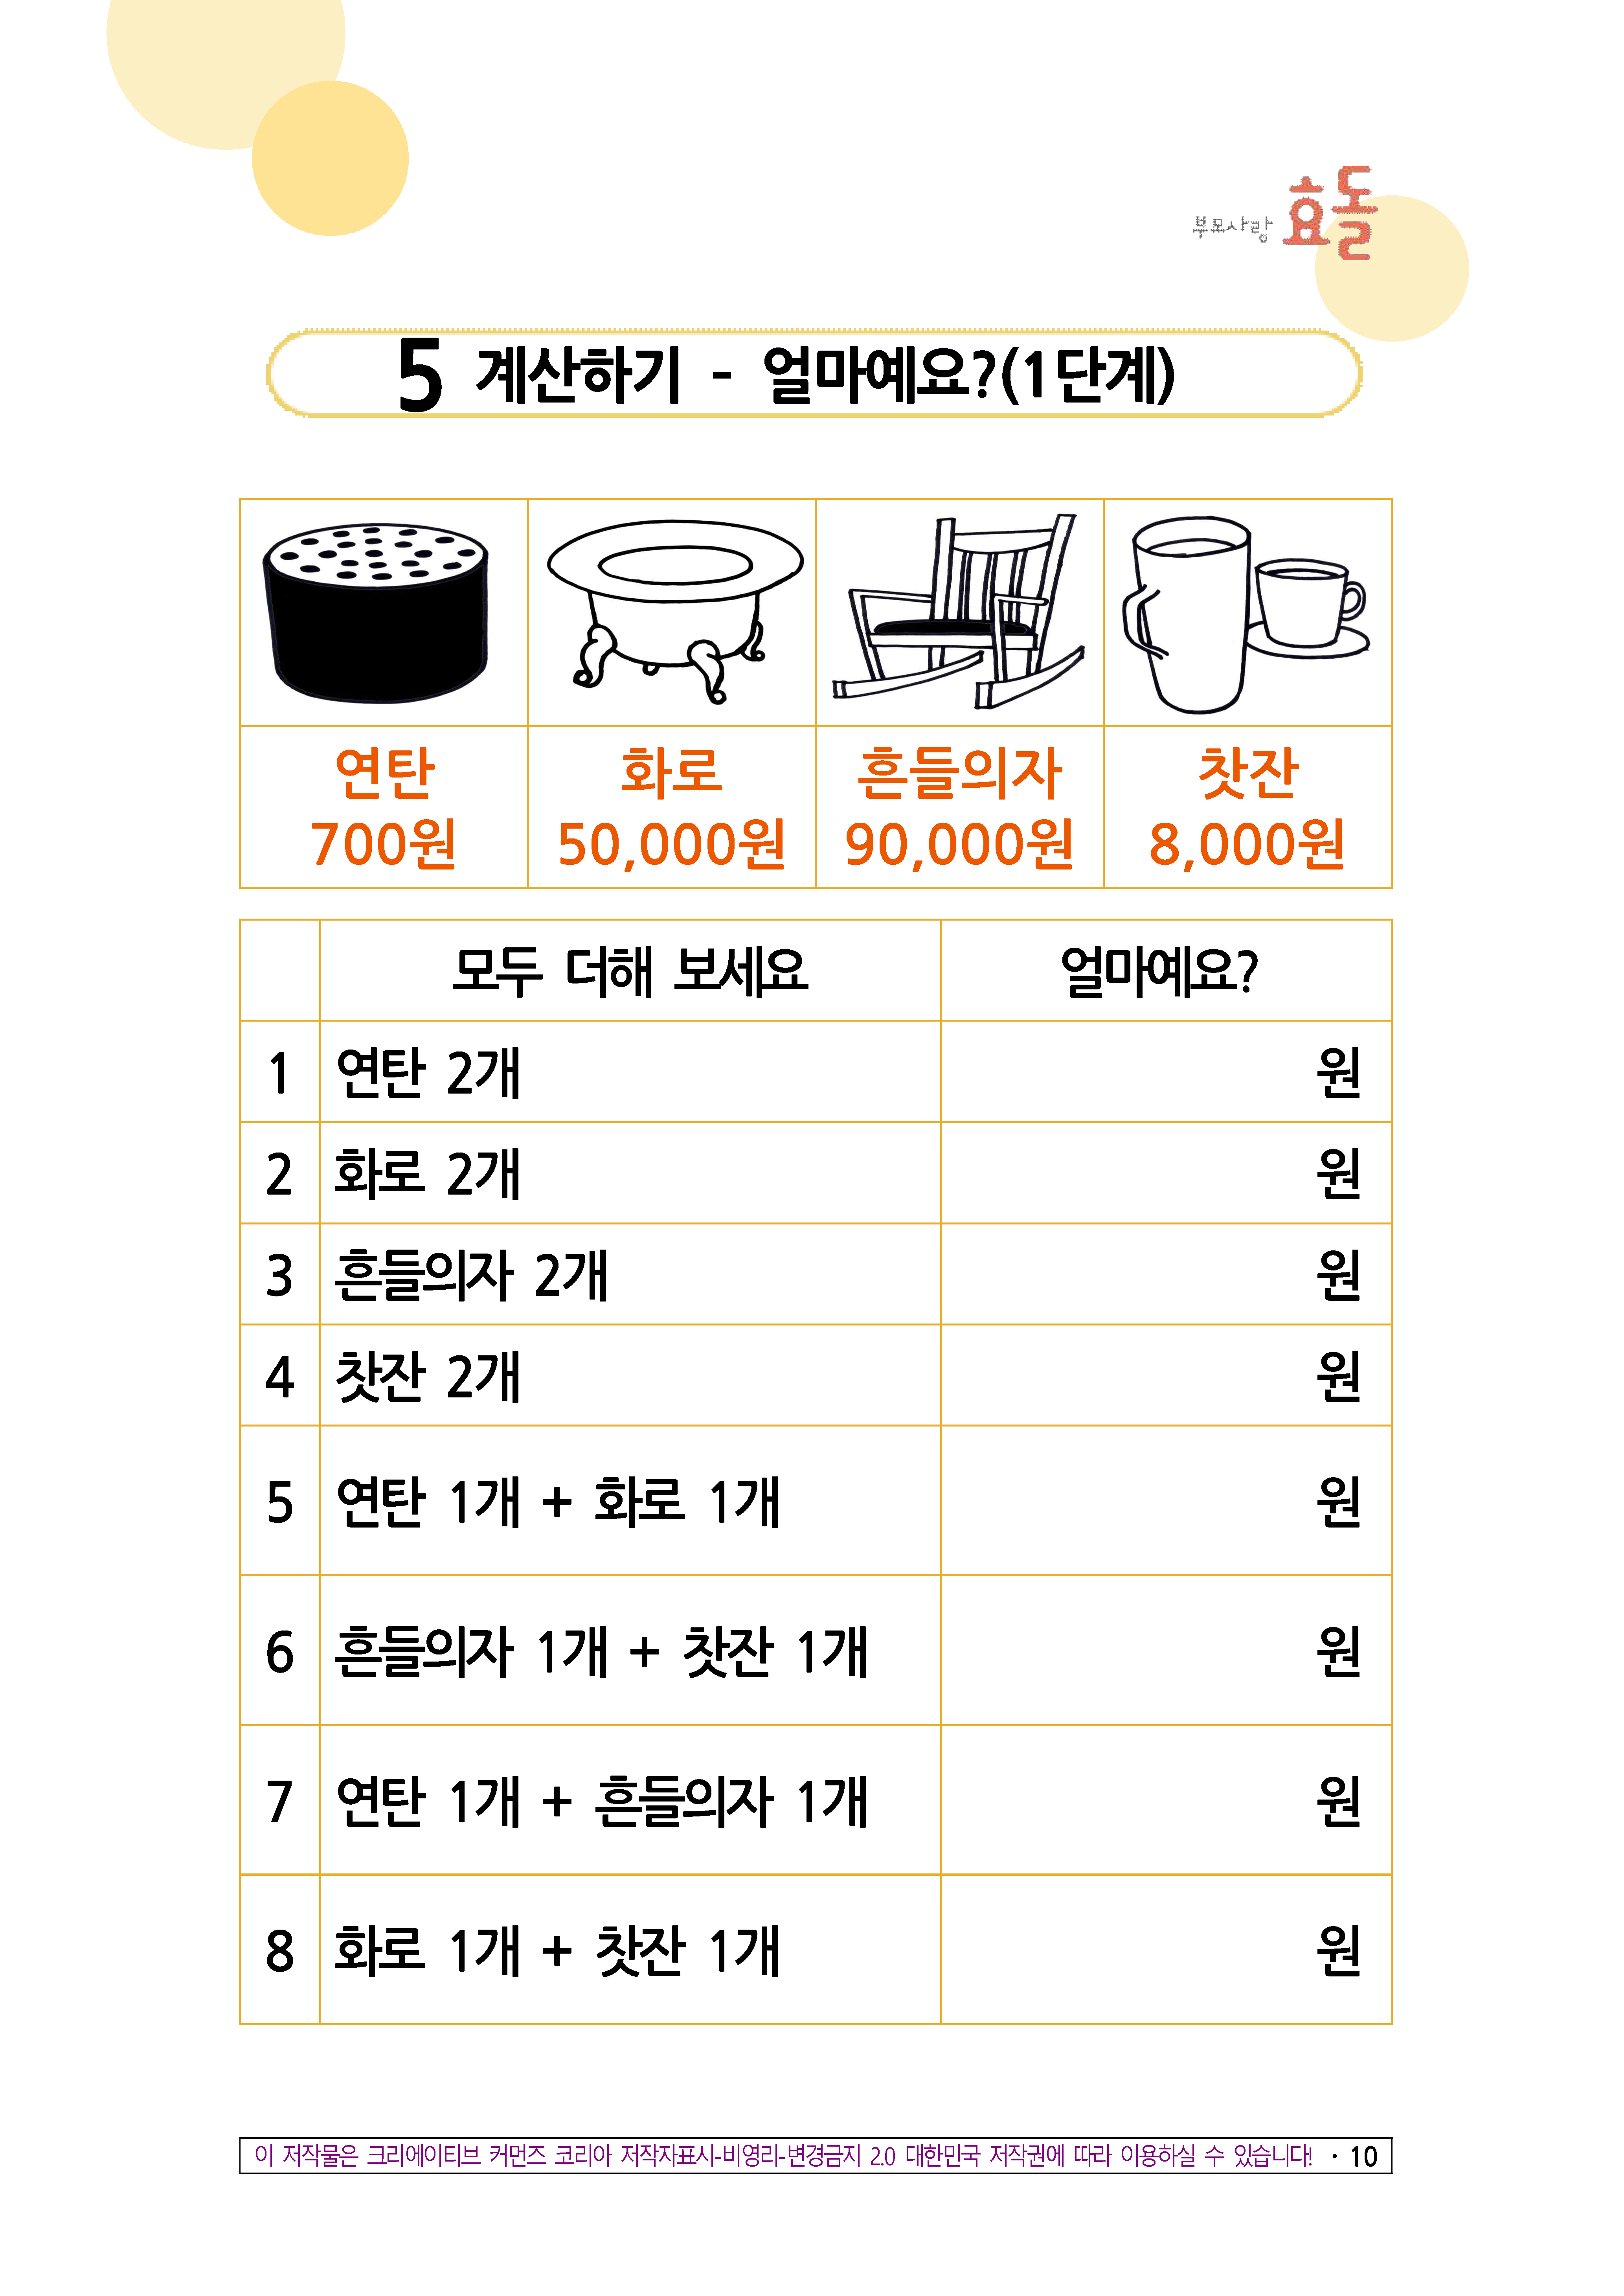 부모사랑 효돌
5 계산하기 - 얼마예요?(1단계)
연탄 화로 흔들의자 찻잔
700원 50,000원 90,000원 8,000원
모두 더해 보세요 얼마예요?
1 연탄 2개 원
2 화로 2개 원
3 흔들의자 2개 원
4 찻잔 2개 원
5 연탄 1개 + 화로 1개 원
6 흔들의자 1개 + 찻잔 1개 원
7 연탄 1개 + 흔들의자 1개 원
8 화로 1개 + 찻잔 1개 원
이 저작물은 크리에이티브 커먼즈 코리아 저작자표시-비영리-변경금지 2.0 대한민국 저작권에 따라 이용하실 수 있습니다! · 10